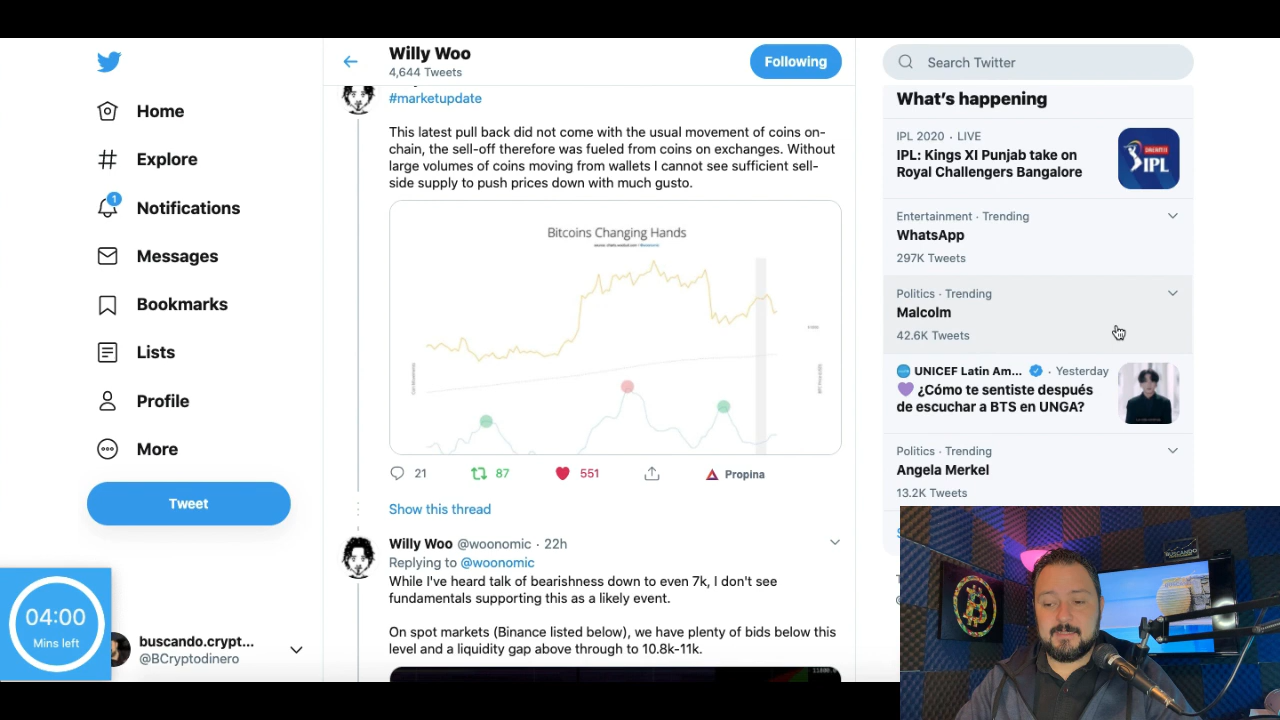 Home
Explore
1
Notifications
Messages
Bookmarks
Lists
Profile
More
Tweet
04:00
Mins left
buscando.crypt...
@BCryptodinero
Willy Woo
4,644 Tweets
Following
#marketupdate
This latest pull back did not come with the usual movement of coins on-
chain, the sell-off therefore was fueled from coins on exchanges. Without
large volumes of coins moving from wallets I cannot see sufficient sell-
side supply to push prices down with much gusto.
Bitcoins Changing Hands
21
87
551
Propina
Show this thread
Willy Woo @woonomic · 22h
Replying to @woonomic
While I've heard talk of bearishness down to even 7k, I don't see
fundamentals supporting this as a likely event.
On spot markets (Binance listed below), we have plenty of bids below this
level and a liquidity gap above through to 10.8k-11k.
Search Twitter
What's happening
IPL 2020 · LIVE
IPL: Kings XI Punjab take on
Royal Challengers Bangalore
IPL
Entertainment · Trending
WhatsApp
297K Tweets
Politics · Trending
Malcolm
42.6K Tweets
UNICEF Latin Am... · Yesterday
💜 ¿Cómo te sentiste después
de escuchar a BTS en UNGA?
Politics · Trending
Angela Merkel
13.2K Tweets
BUSCANDO